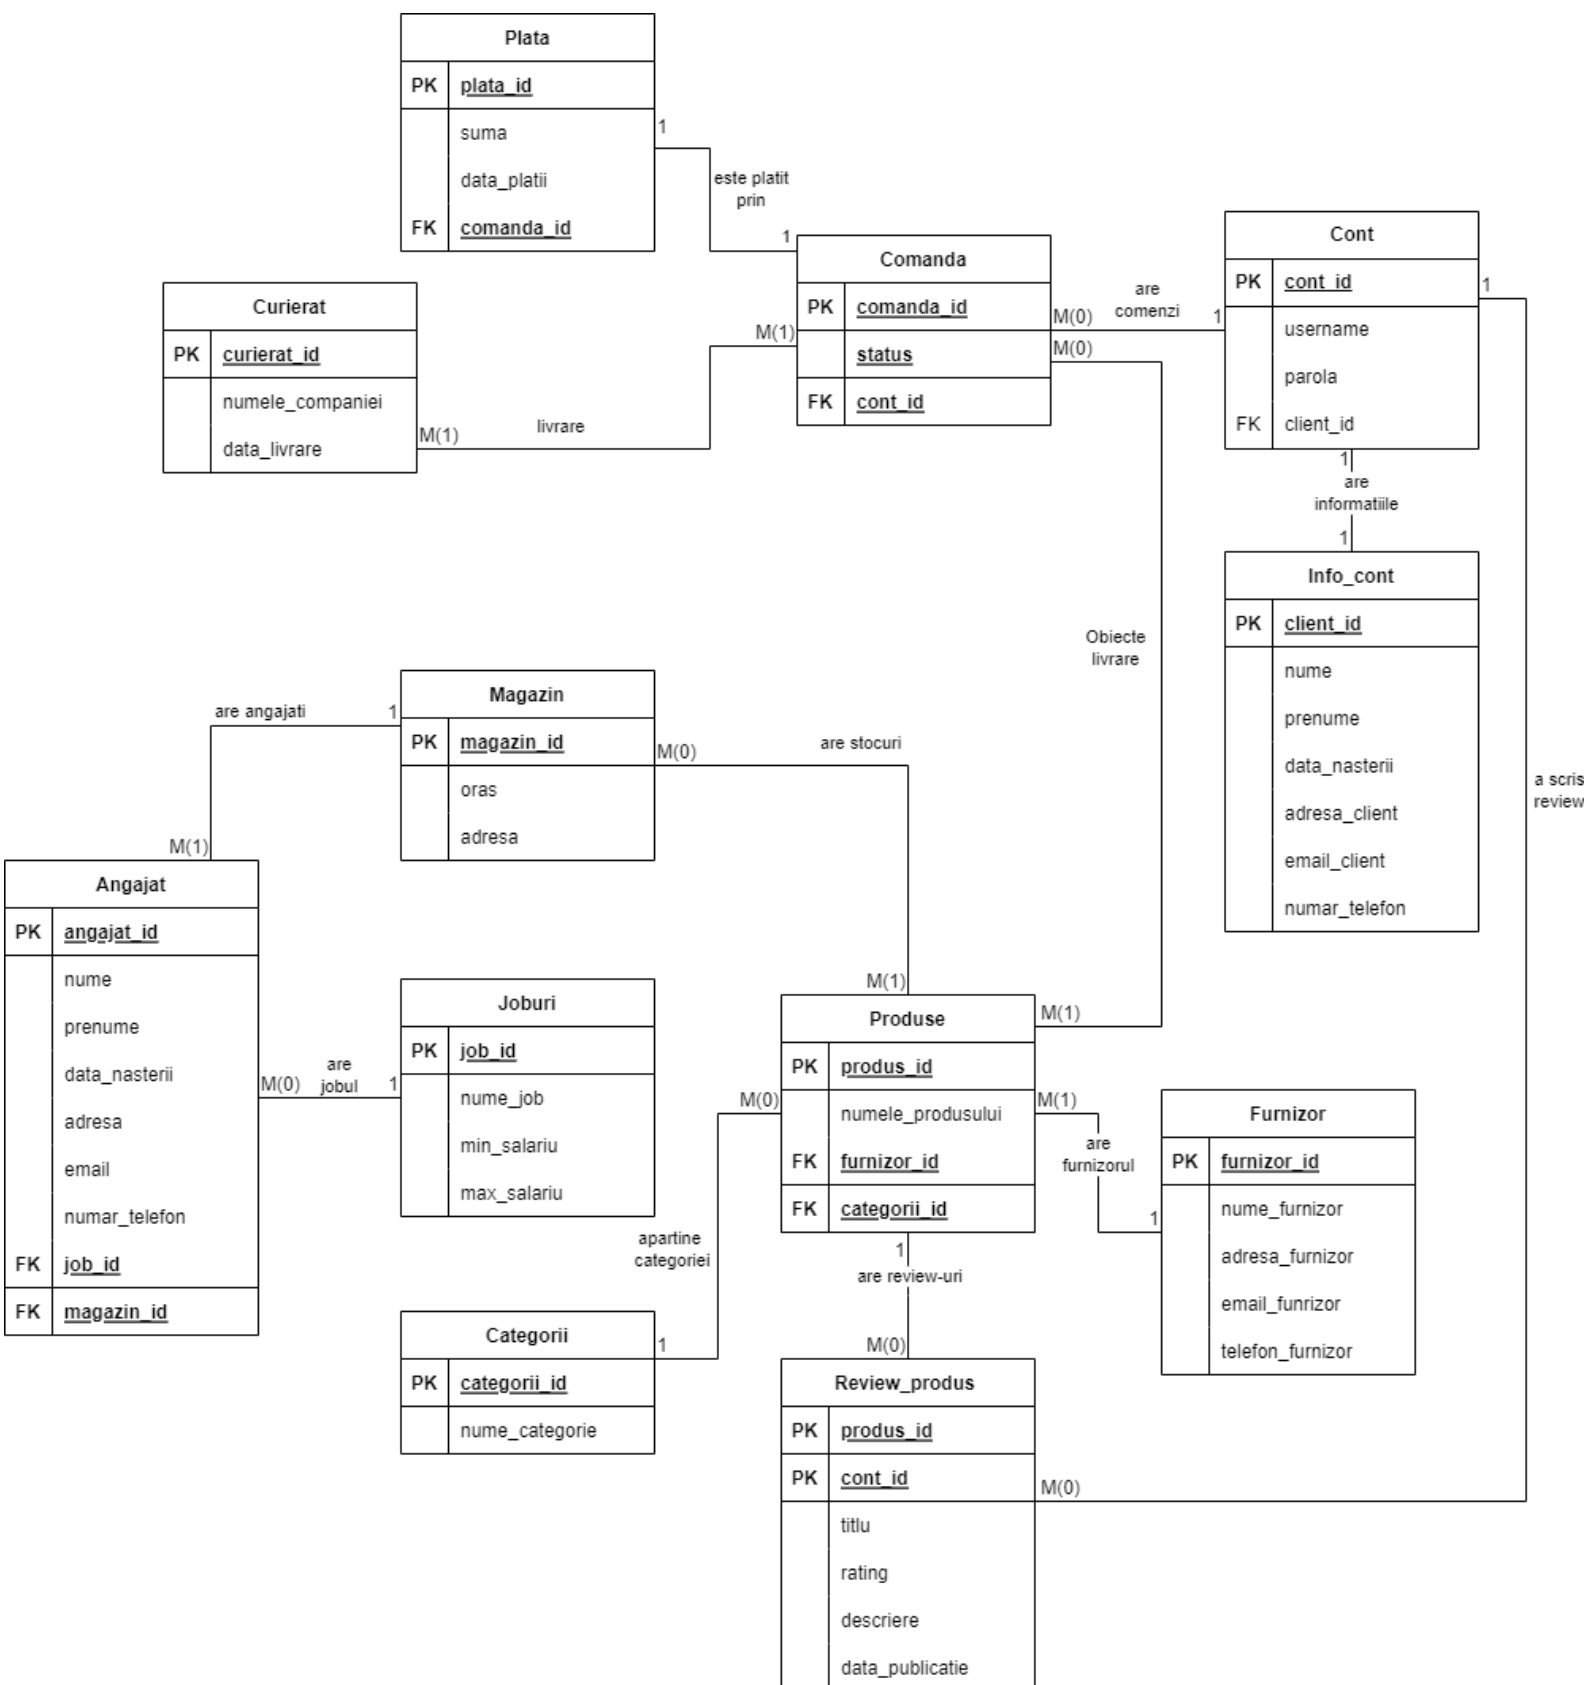 Plata
PK plata_id
suma
data_platii
FK comanda_id
1
este platit
prin
1
Comanda
PK comanda_id
status
FK cont_id
Cont
PK cont_id
username
parola
FK client_id
1
are
comenzi
M(0)
1
M(0)
Curierat
PK curierat_id
numele_companiei
data_livrare
M(1)
livrare
M(1)
1
are
informatiile
1
Info_cont
PK client_id
nume
prenume
data_nasterii
adresa_client
email_client
numar_telefon
Obiecte
livrare
a scris
review
Magazin
PK magazin_id
oras
adresa
are angajati
1
M(0)
are stocuri
M(1)
Angajat
PK angajat_id
nume
prenume
data_nasterii
adresa
email
numar_telefon
FK job_id
FK magazin_id
Joburi
PK job_id
nume_job
min_salariu
max_salariu
M(0)
are
jobul
1
M(1)
Produse
PK produs_id
numele_produsului
FK furnizor_id
FK categorii_id
M(1)
M(0)
M(1)
are
furnizorul
1
Furnizor
PK furnizor_id
nume_furnizor
adresa_furnizor
email_funrizor
telefon_furnizor
apartine
categoriei
1
Categorii
PK categorii_id
nume_categorie
1
are review-uri
M(0)
Review_produs
PK produs_id
PK cont_id
titlu
rating
descriere
data_publicatie
M(0)